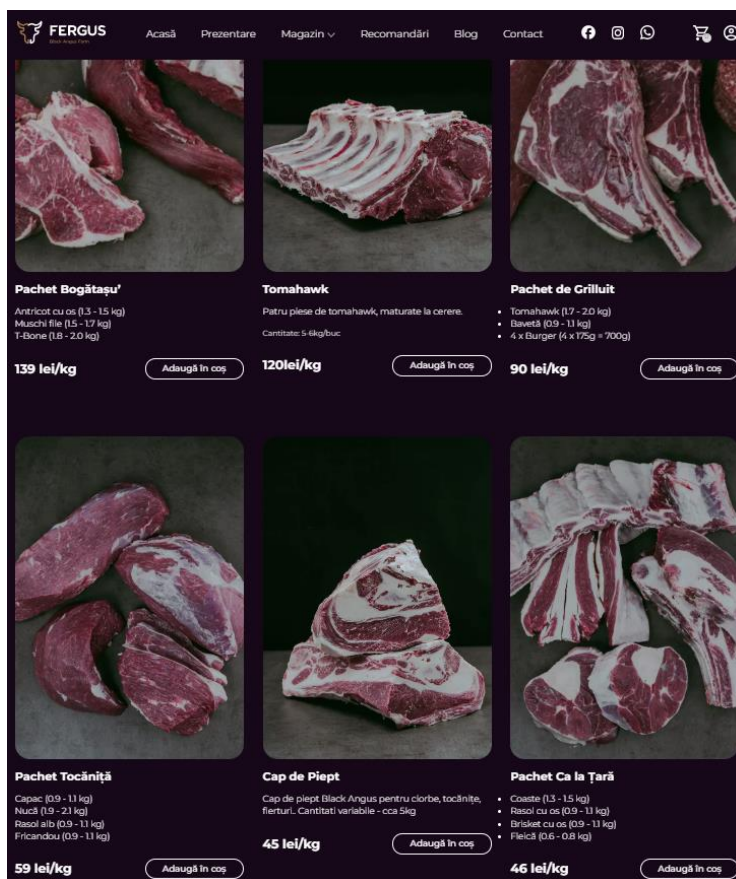 FERGUS
Black Angus Farm
Acasă Prezentare Magazin Recomandări Blog Contact
Pachet Bogătașu’
Antricot cu os (1.3 - 1.5 kg)
Mușchi file (1.5 - 1.7 kg)
T-Bone (1.8 - 2.0 kg)
139 lei/kg
Adaugă în coș
Tomahawk
Patru piese de tomahawk, maturate la cerere.
Cantitate: 5-6kg/buc
120lei/kg
Adaugă în coș
Pachet de Grilluit
Tomahawk (1.7 - 2.0 kg)
Bavetă (0.9 - 1.1 kg)
4 x Burger (4 x 175g = 700g)
90 lei/kg
Adaugă în coș
Pachet Tocăniță
Capac (0.9 - 1.1 kg)
Nucă (1.9 - 2.1 kg)
Rasol alb (0.9 - 1.1 kg)
Fricandou (0.9 - 1.1 kg)
59 lei/kg
Adaugă în coș
Cap de Piept
Cap de piept Black Angus pentru ciorbe, tocănițe,
fierturi.. Cantitati variabile - cca 5kg
45 lei/kg
Adaugă în coș
Pachet Ca la Țară
Coaste (1.3 - 1.5 kg)
Rasol cu os (0.9 - 1.1 kg)
Brisket cu os (0.9 - 1.1 kg)
Fleică (0.6 - 0.8 kg)
46 lei/kg
Adaugă în coș